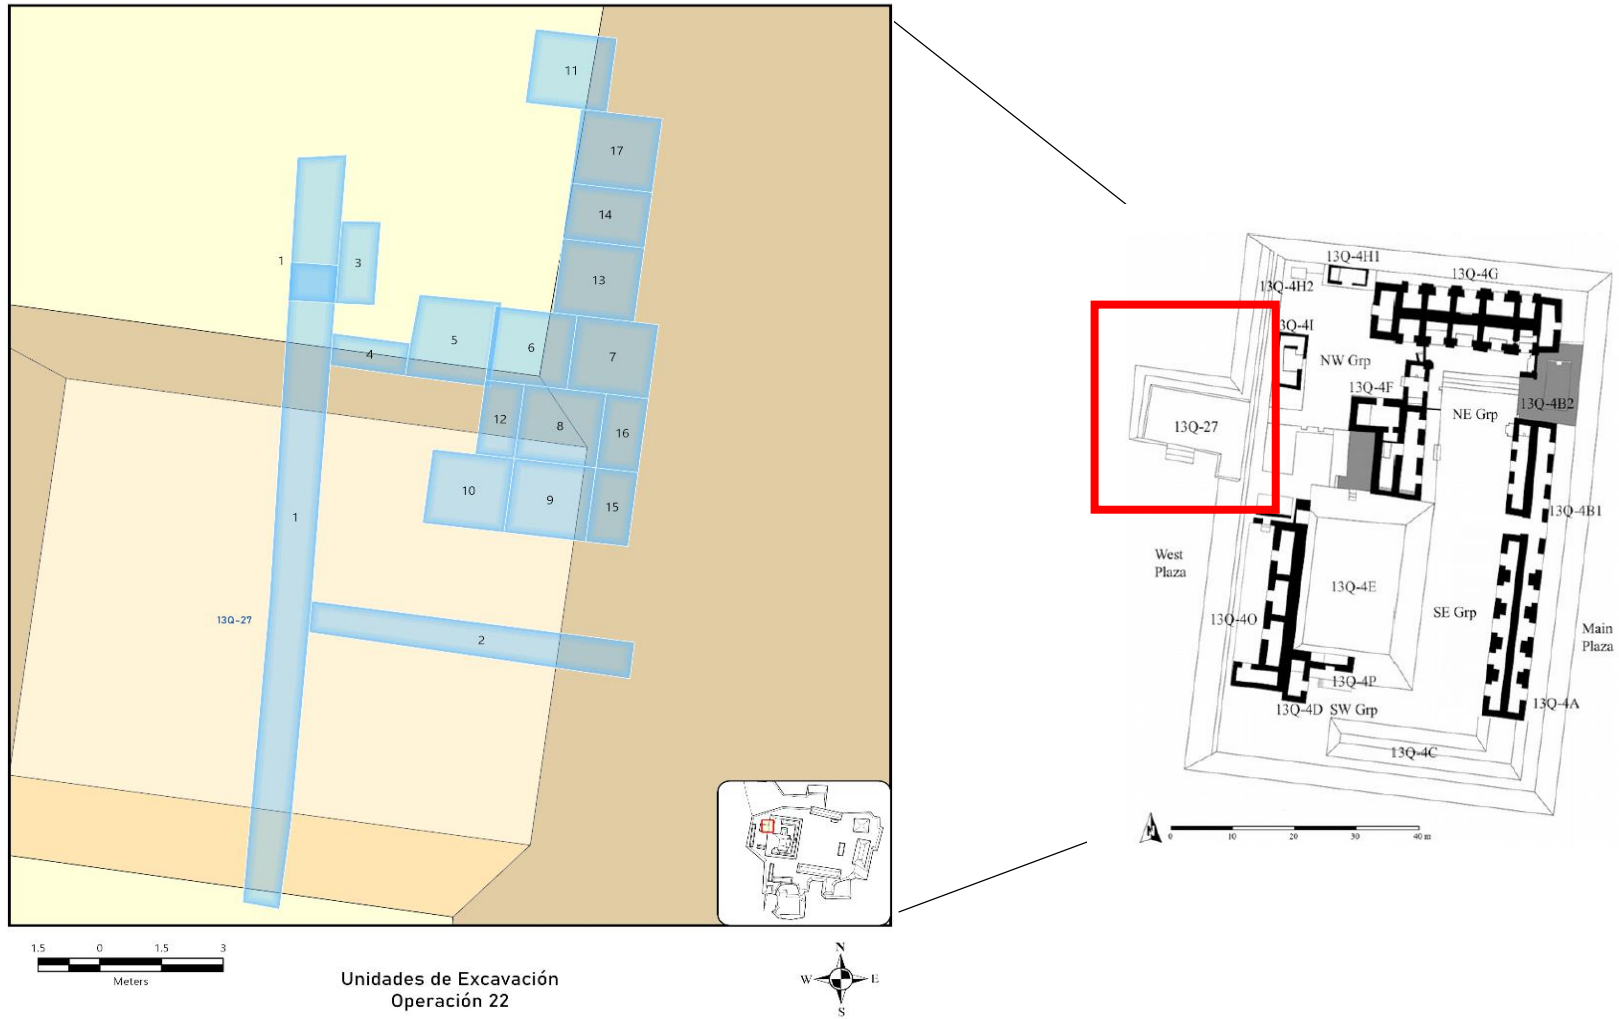 11
17
14
1
3
13
5
6
4
7
12
8
16
10
9
15
1
13Q-27
2
1.5 0 1.5 3
Meters
Unidades de Excavación
Operación 22
N
W E
S
13Q-4H1
13Q-4G
13Q-4H2
3Q-4I
NW Grp
13Q-4F
13Q-4B2
NE Grp
13Q-27
13Q-4B1
West
Plaza
13Q-4E
13Q-4O
SE Grp
Main
Plaza
13Q-4P
13Q-4D
SW Grp
13Q-4A
13Q-4C
N
0 10 20 30 40 m